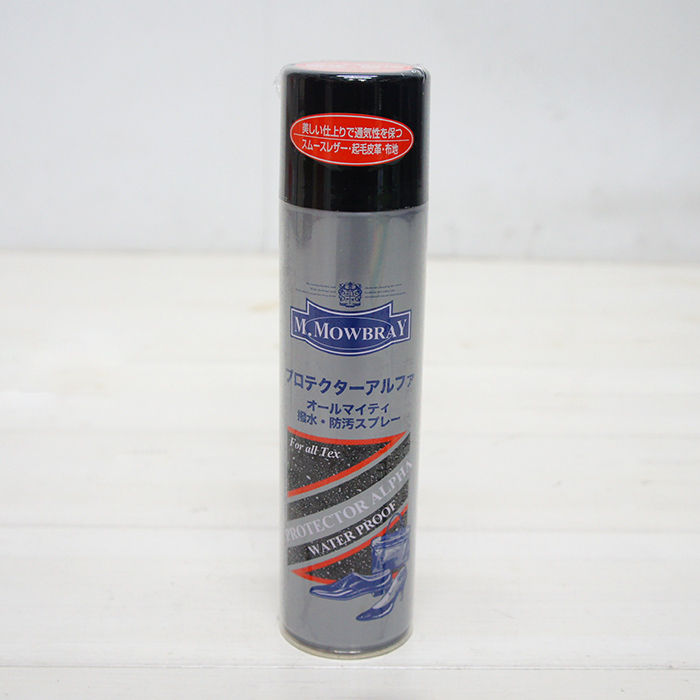 美しい仕上りで通気性を保つ
スムースレザー・起毛皮革・布地
M.MOWBRAY
プロテクターアルファ
オールマイティ
撥水・防汚スプレー
For all Tex
PROTECTOR ALPHA
WATER PROOF